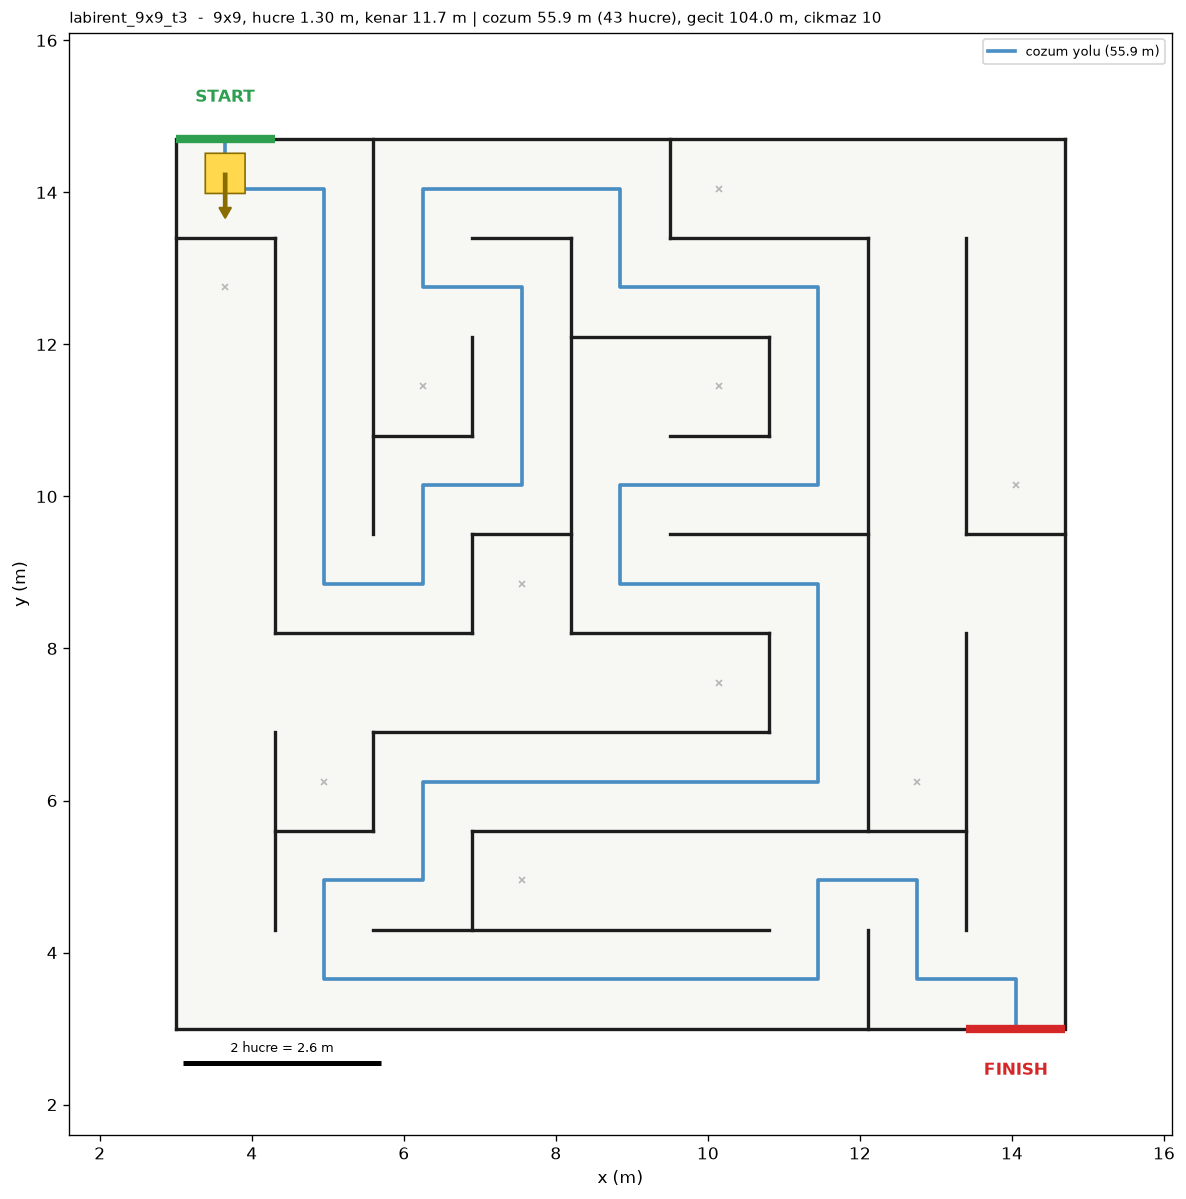 labirent_9x9_t3  -  9x9, hucre 1.30 m, kenar 11.7 m | cozum 55.9 m (43 hucre), gecit 104.0 m, cikmaz 10
cozum yolu (55.9 m)
START
16
14
12
10
8
6
4
2
y (m)
2 hucre = 2.6 m
FINISH
2
4
6
8
10
12
14
16
x (m)